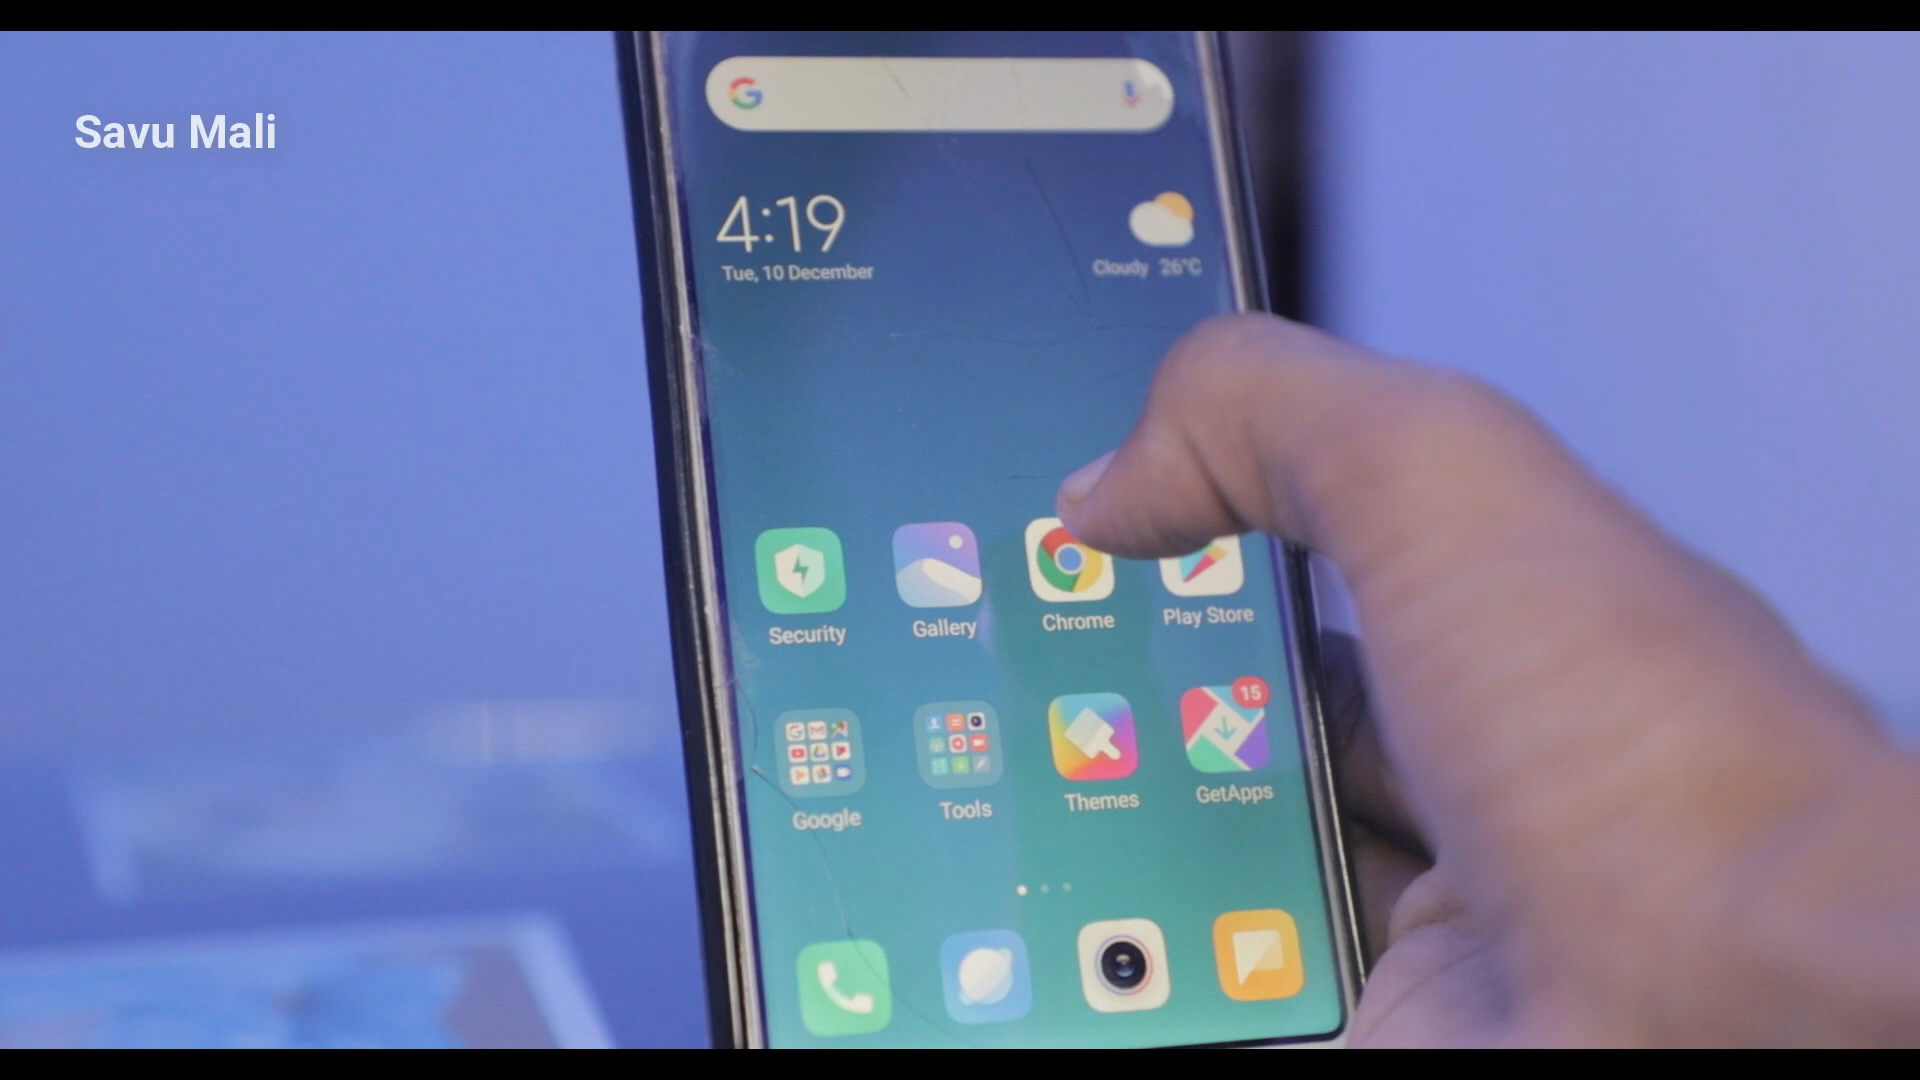 Savu Mali
4:19
Tue, 10 December
Cloudy 26°C
Security
Gallery
Chrome
Play Store
15
Google
Tools
Themes
GetApps